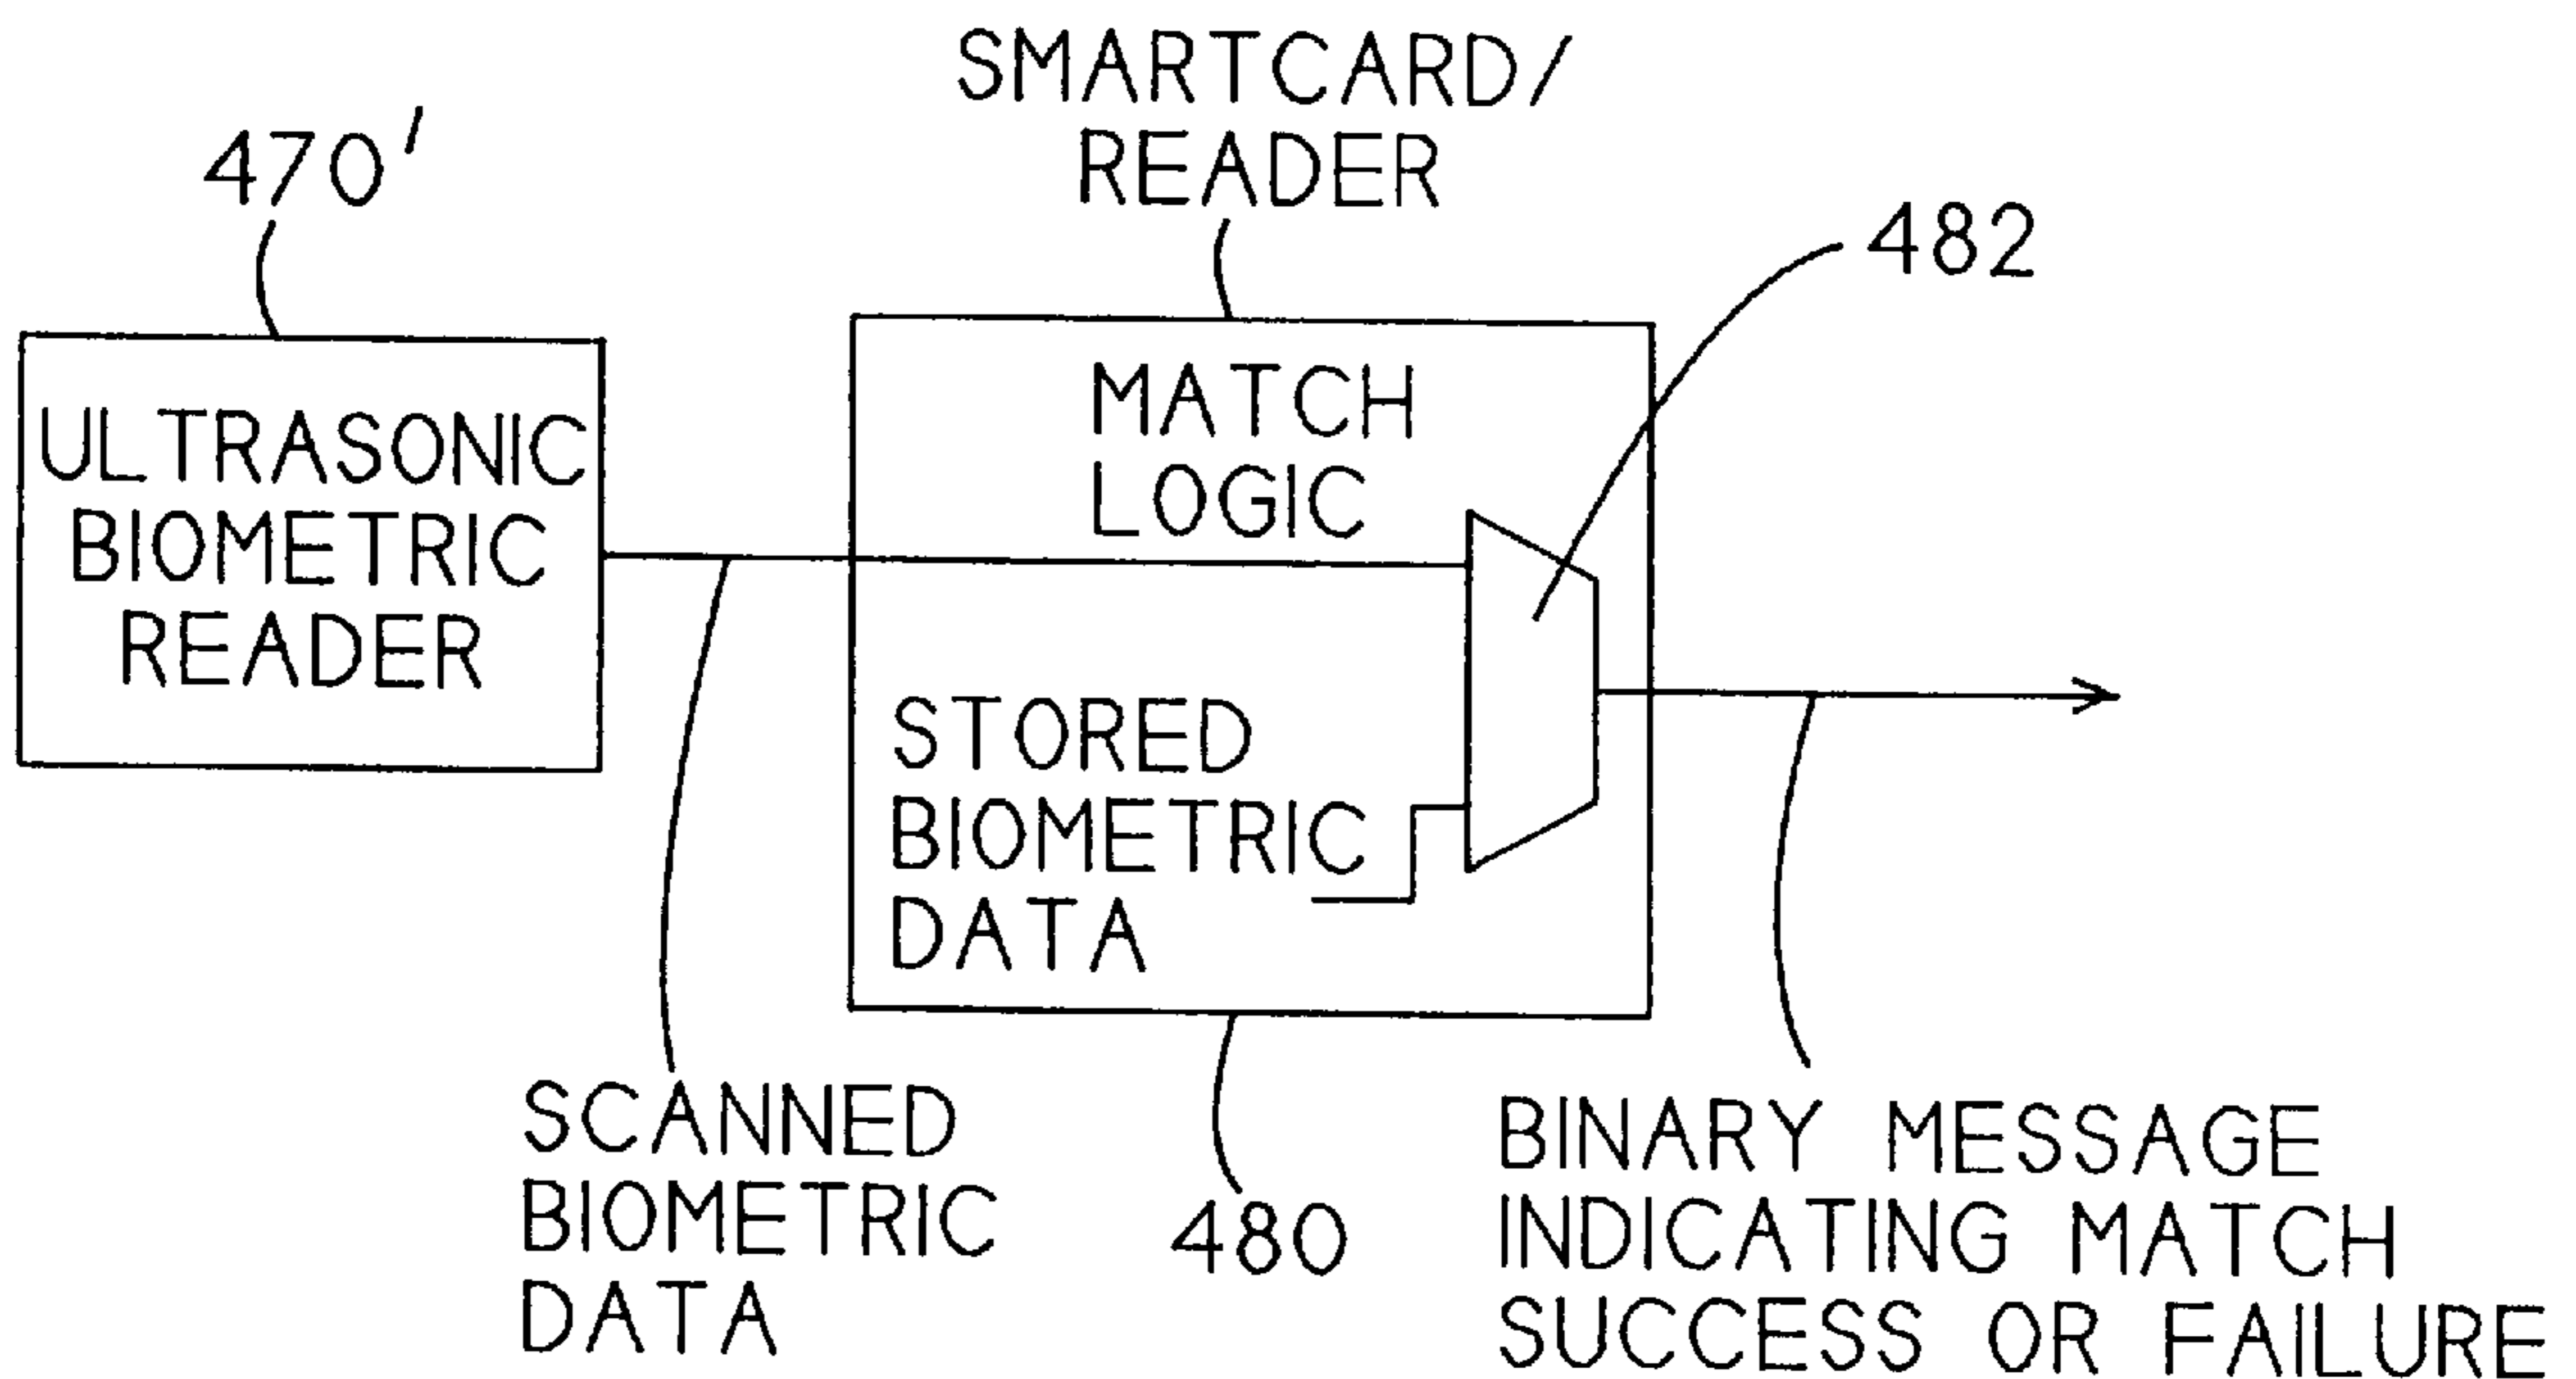 SMARTCARD/
READER
470'
482
ULTRASONIC
BIOMETRIC
READER
MATCH
LOGIC
STORED
BIOMETRIC
DATA
SCANNED
BIOMETRIC
DATA
480
BINARY MESSAGE
INDICATING MATCH
SUCCESS OR FAILURE